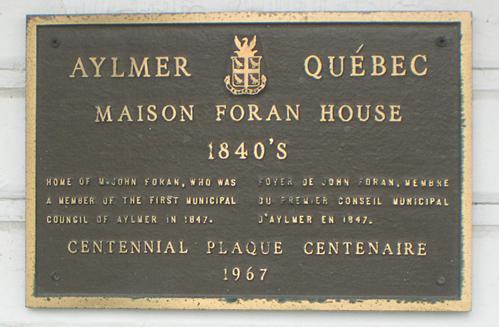 AYLMER QUÉBEC
MAISON FORAN HOUSE
1840'S
HOME OF M. JOHN FORAN, WHO WAS
A MEMBER OF THE FIRST MUNICIPAL
COUNCIL OF AYLMER IN 1847.
FOYER DE JOHN FORAN, MEMBRE
DU PREMIER CONSEIL MUNICIPAL
D'AYLMER EN 1847.
CENTENNIAL PLAQUE CENTENAIRE
1967